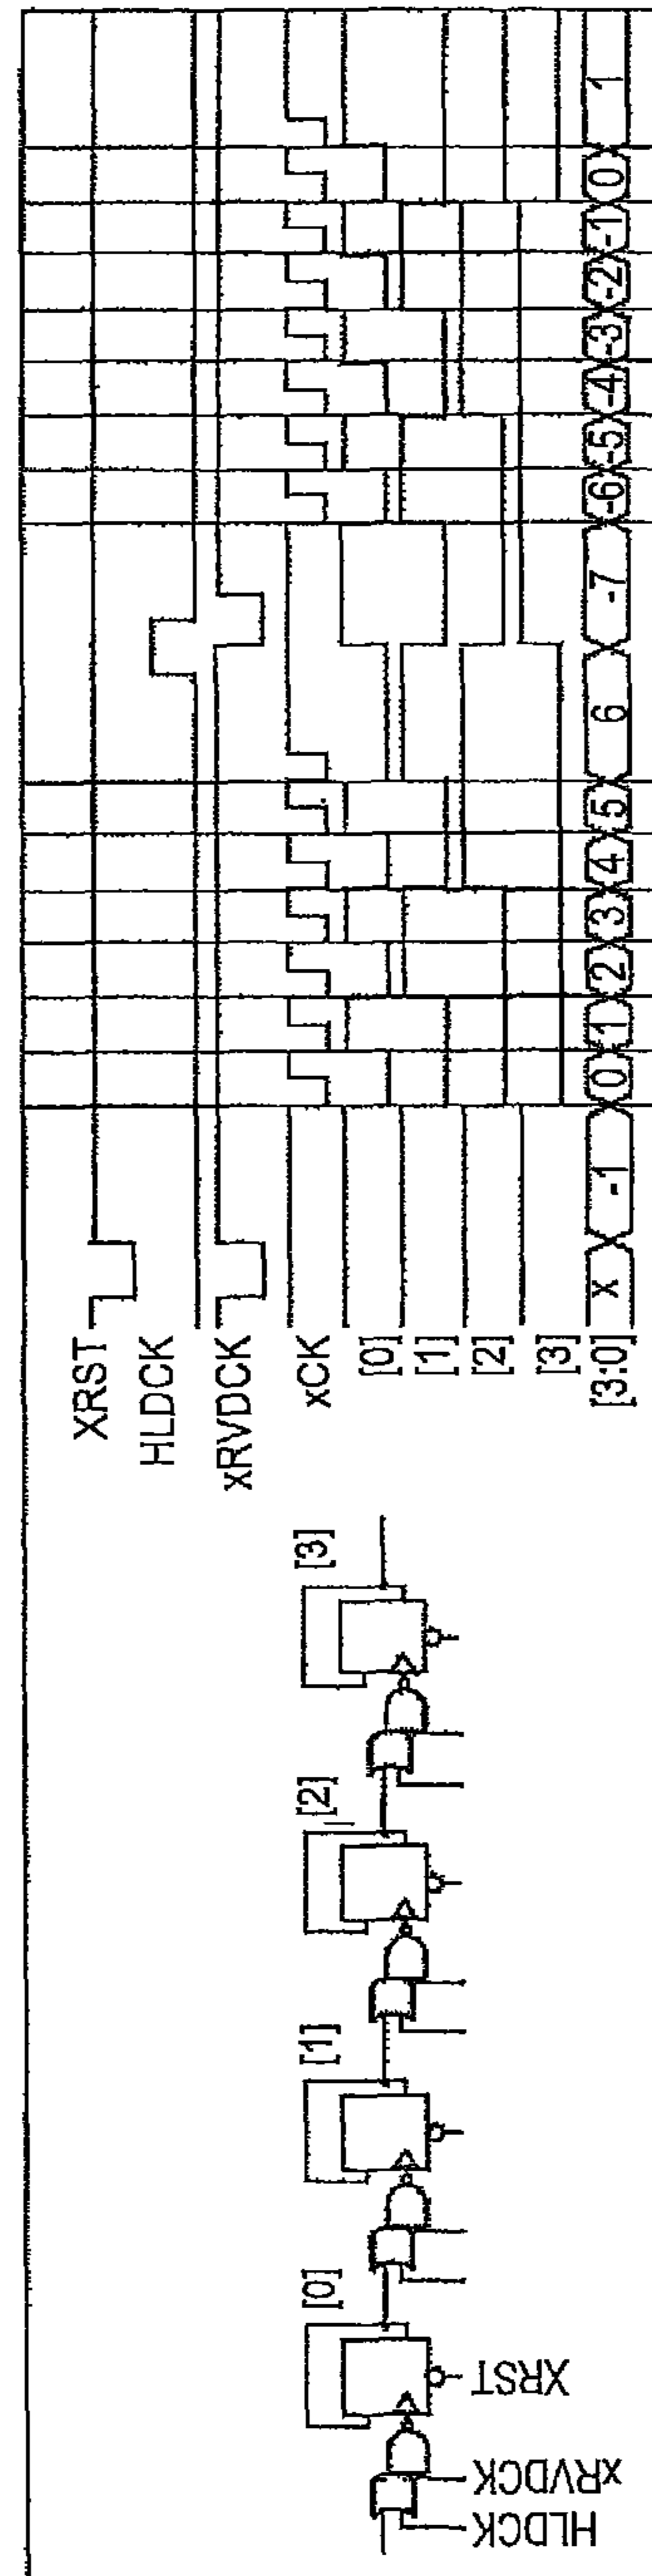 [0] [1] [2] [3]
HLDCK
xRVDCK
XRST
XRST
HLDCK
xRVDCK
xCK
[0]
[1]
[2]
[3]
[3:0] X -1 0 1 2 3 4 5 6 -7 -6 -5 -4 -3 -2 -1 0 1